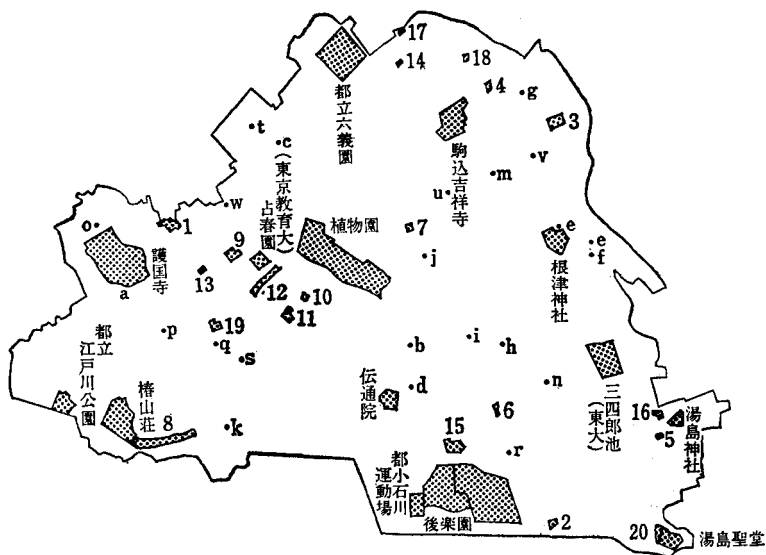 17
14
18
4
g
3
都立六義園
t
c
(東京教育大)
占春園
駒込吉祥寺
v
m
u
w
o
1
護国寺
a
9
13
植物園
7
j
e
e
f
根津神社
12
10
11
p
19
q
s
b
i
h
d
n
伝通院
三四郎池
(東大)
都立
江戸川公園
椿山荘
8
k
15
6
r
16
5
湯島神社
都小石川
運動場
後楽園
2
20
湯島聖堂